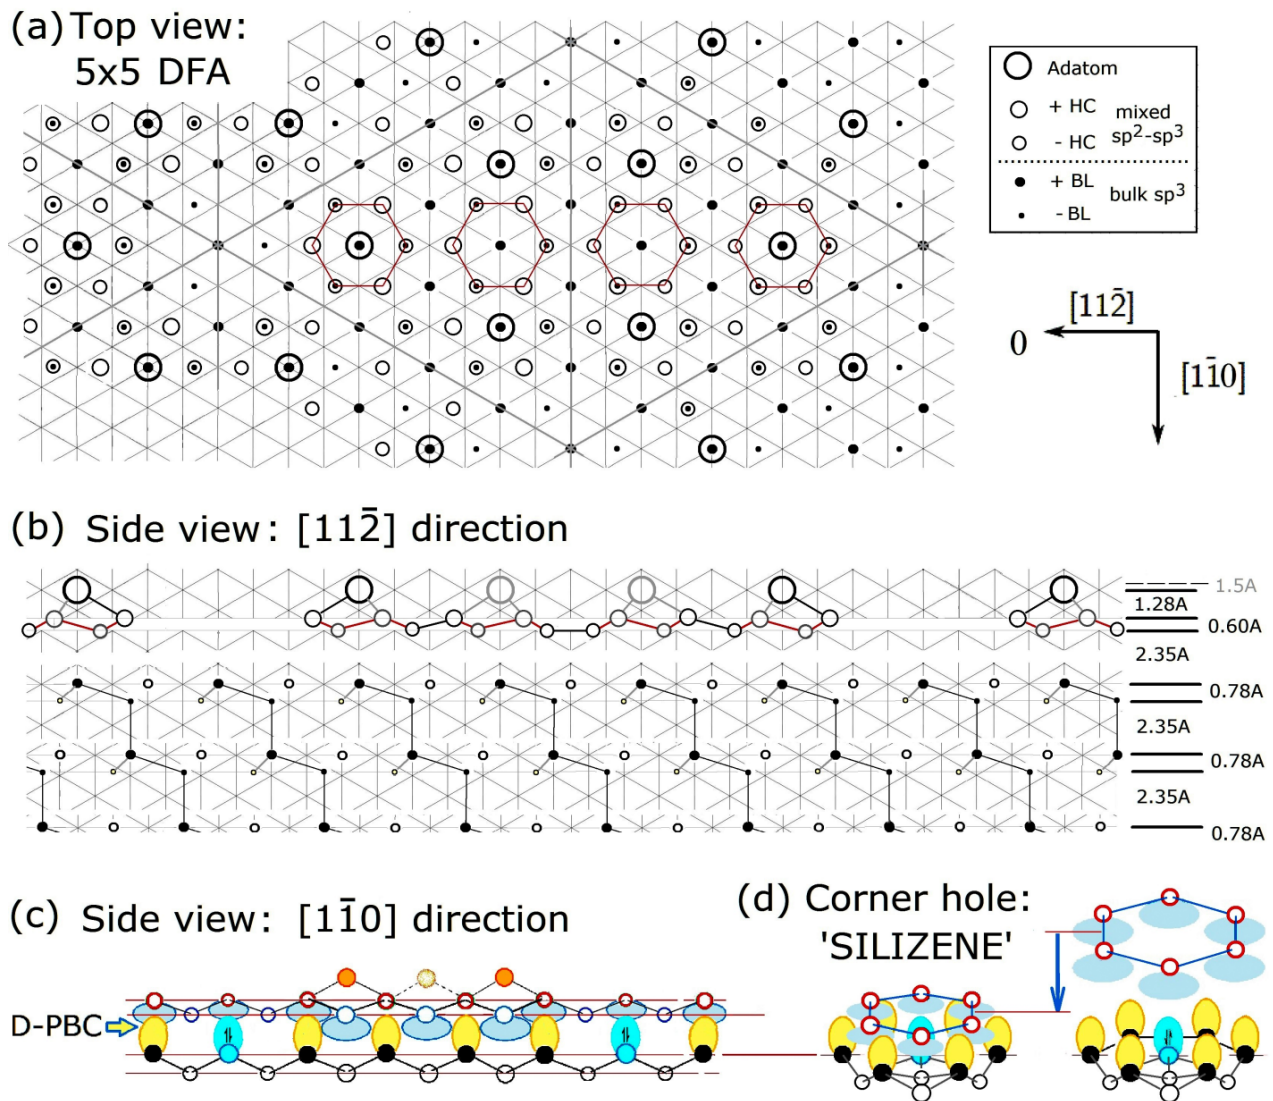 (a) Top view:
5x5 DFA
Adatom
+ HC
mixed
sp²-sp³
- HC
+ BL
bulk sp³
- BL
[112̄]
0
[11̄0]
(b) Side view: [112̄] direction
1.5A
1.28A
0.60A
2.35A
0.78A
2.35A
0.78A
2.35A
0.78A
(c) Side view: [11̄0] direction
D-PBC
(d) Corner hole:
'SILIZENE'